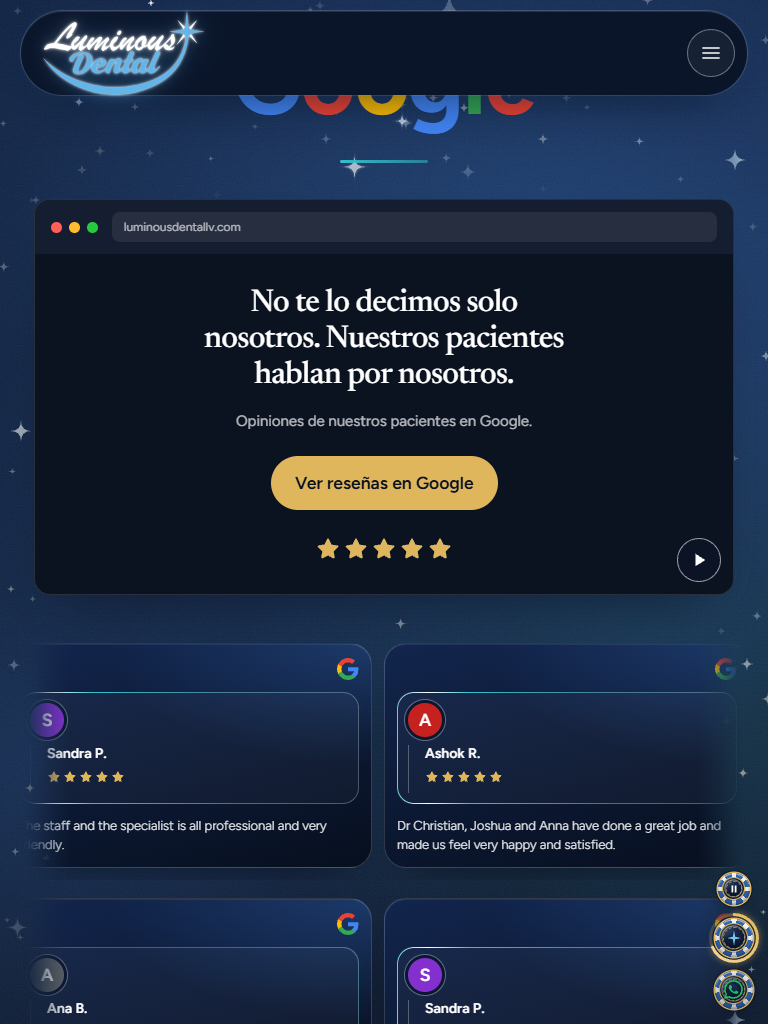 Luminous
Dental
Google
luminousdentallv.com
No te lo decimos solo
nosotros. Nuestros pacientes
hablan por nosotros.
Opiniones de nuestros pacientes en Google.
Ver reseñas en Google
G
G
S
Sandra P.
A
Ashok R.
staff and the specialist is all professional and very
Dr Christian, Joshua and Anna have done a great job and
made us feel very happy and satisfied.
G
A
Ana B.
S
Sandra P.